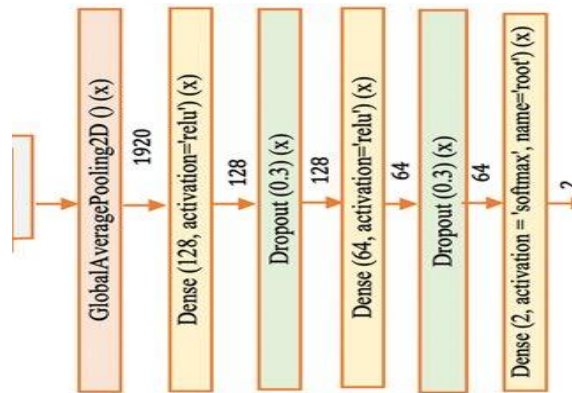 GlobalAveragePooling2D () (x)
1920
Dense (128, activation='relu') (x)
128
Dropout (0.3) (x)
128
Dense (64, activation='relu') (x)
64
Dropout (0.3) (x)
64
Dense (2, activation = 'softmax', name='root') (x)
2